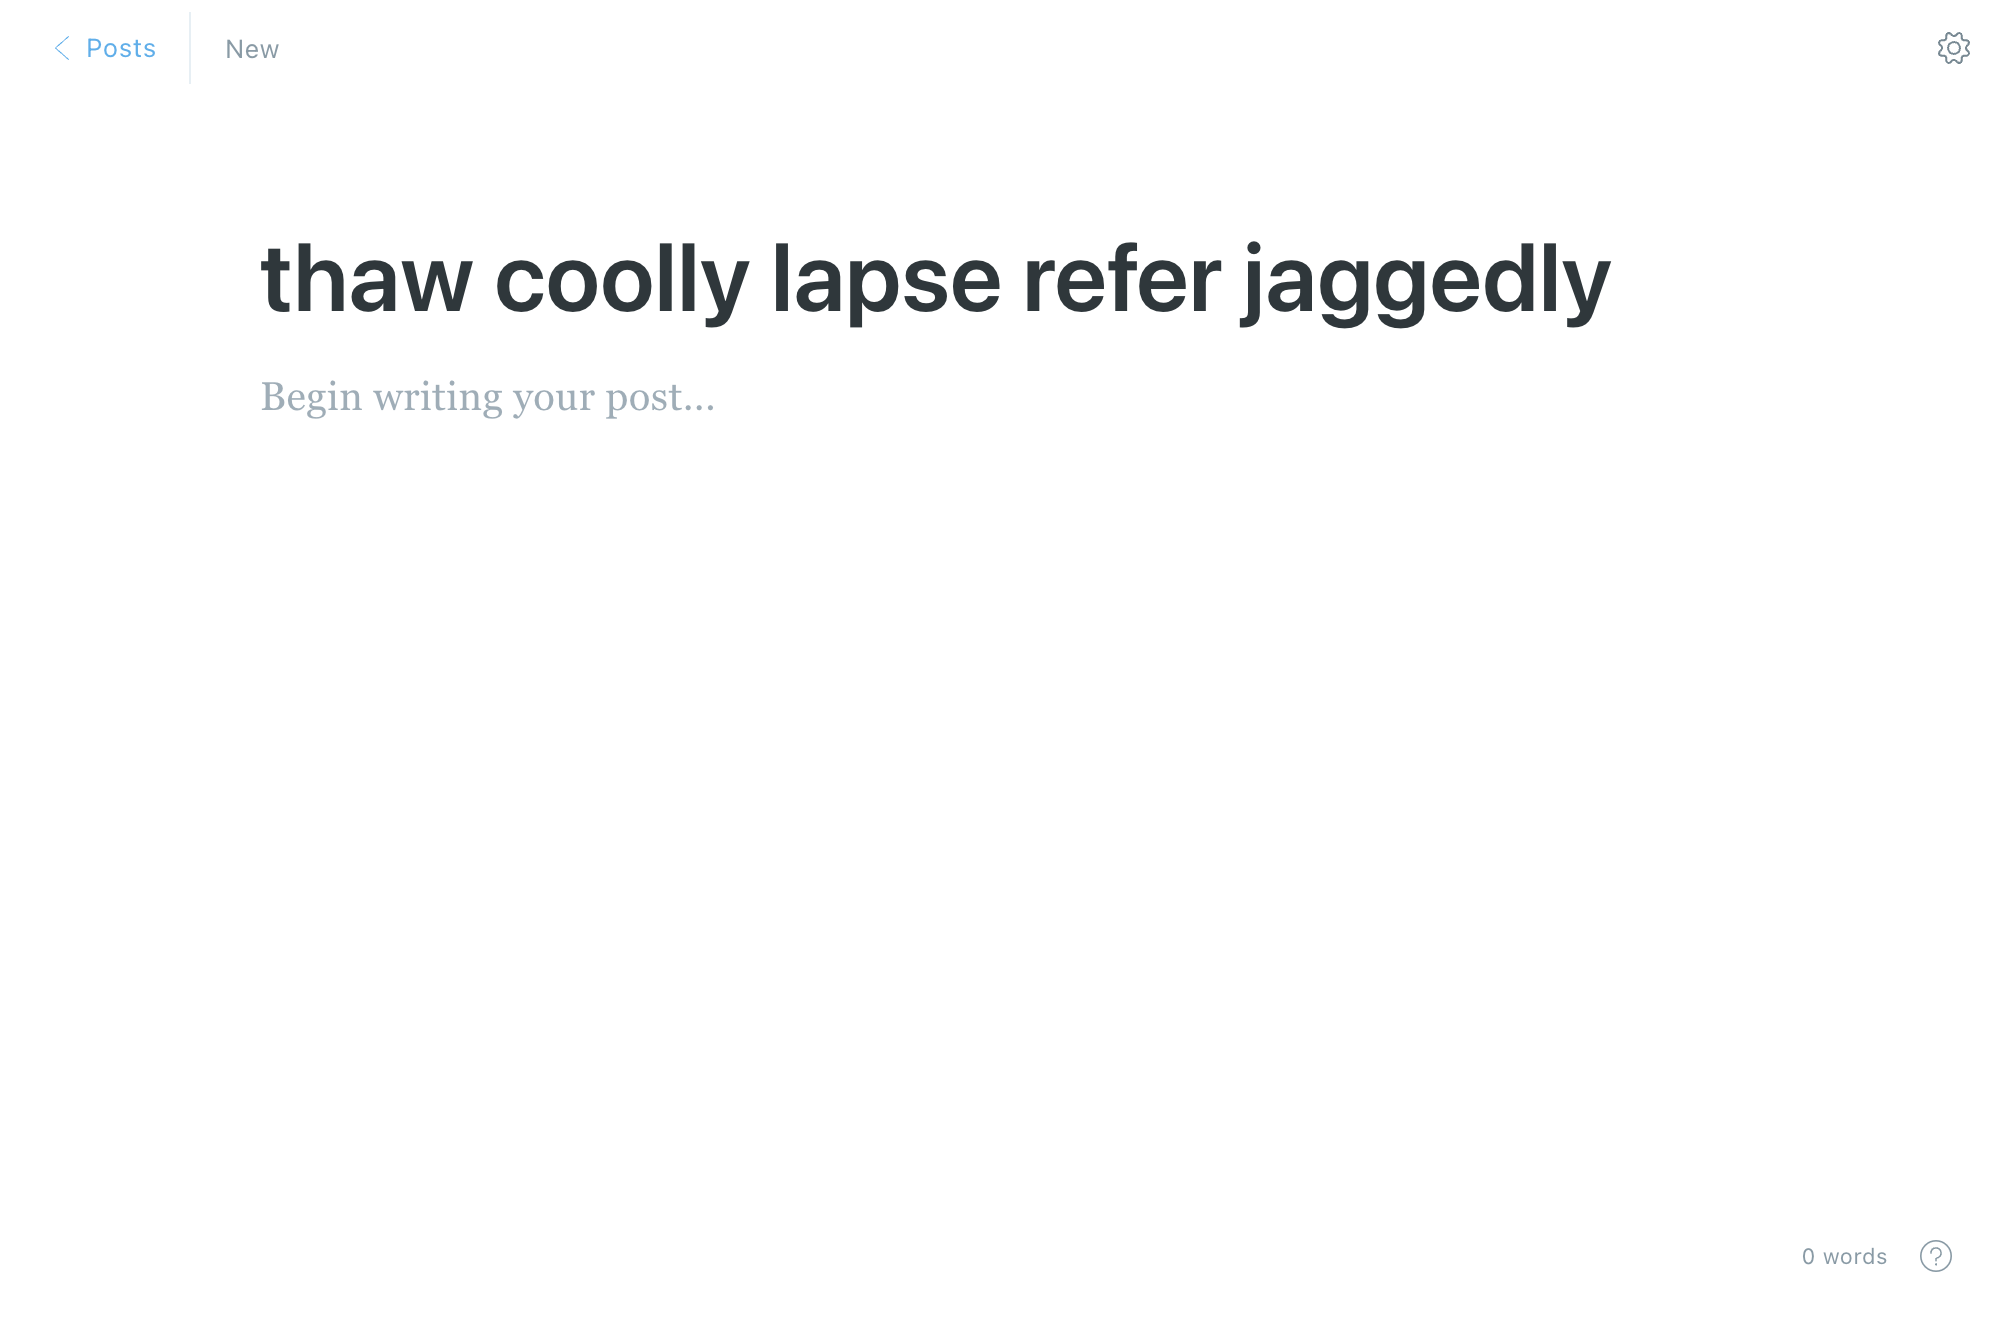 Posts
New
thaw coolly lapse refer jaggedly
Begin writing your post...
0 words
?